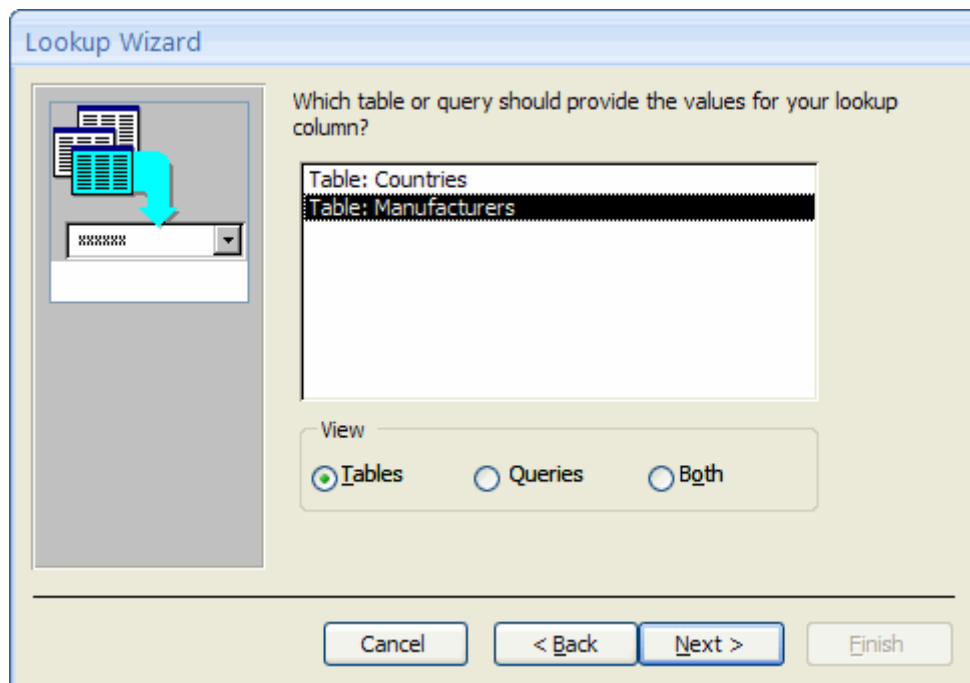 Lookup Wizard
Which table or query should provide the values for your lookup
column?
Table: Countries
Table: Manufacturers
xxxxxx
View
Tables
Queries
Both
Cancel
< Back
Next >
Finish